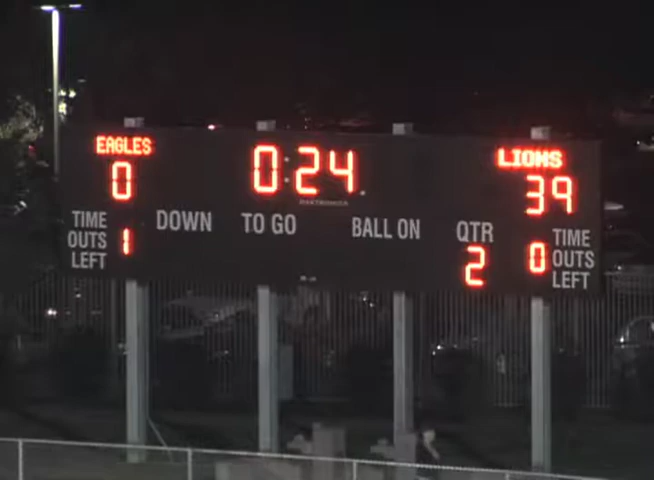 EAGLES 0:24 LIONS
0 39
TIME OUTS LEFT 1 DOWN TO GO BALL ON QTR 2 0 TIME OUTS LEFT
DAKTRONICS